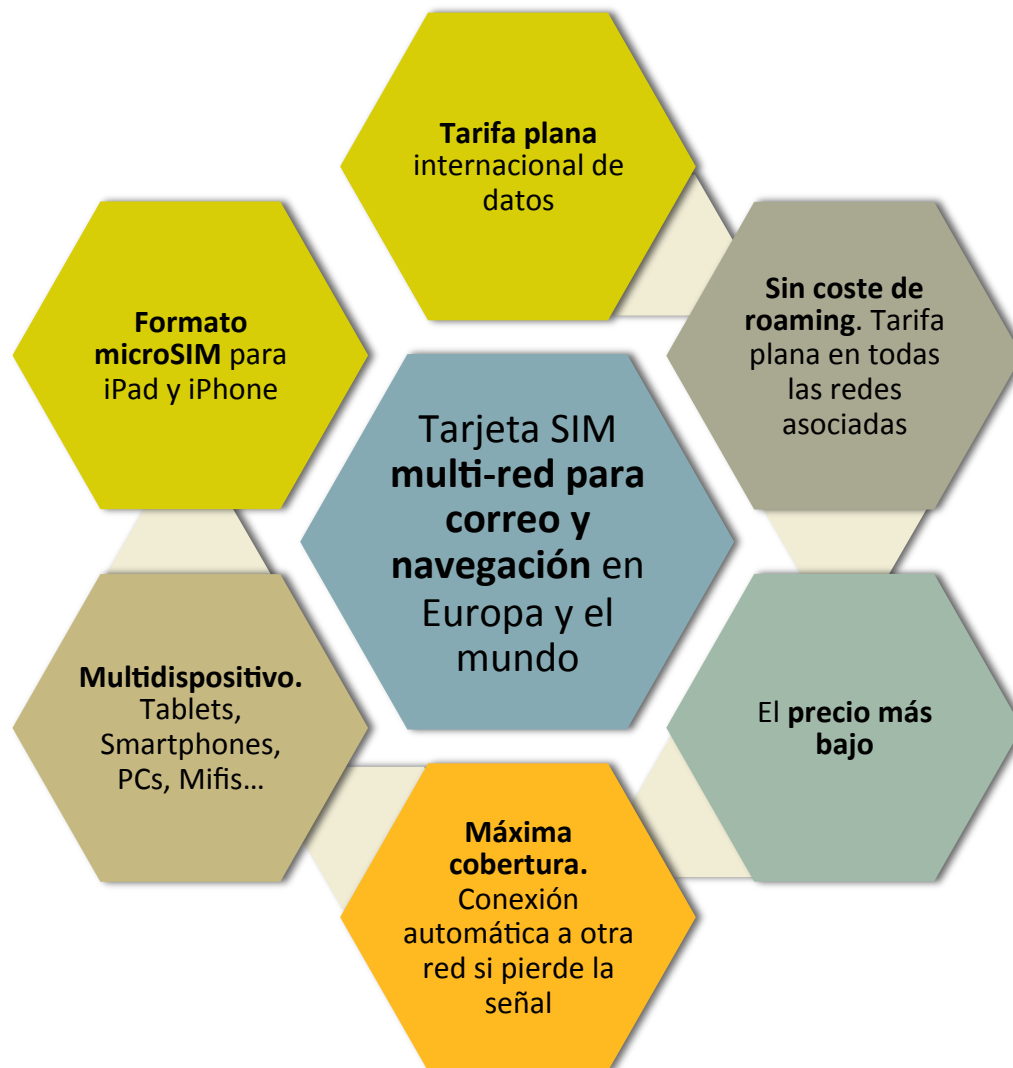 Tarifa plana
internacional de
datos
Sin coste de
roaming. Tarifa
plana en todas
las redes
asociadas
El precio más
bajo
Máxima
cobertura.
Conexión
automática a otra
red si pierde la
señal
Multidispositivo.
Tablets,
Smartphones,
PCs, Mifis…
Formato
microSIM para
iPad y iPhone
Tarjeta SIM
multi-red para
correo y
navegación en
Europa y el
mundo